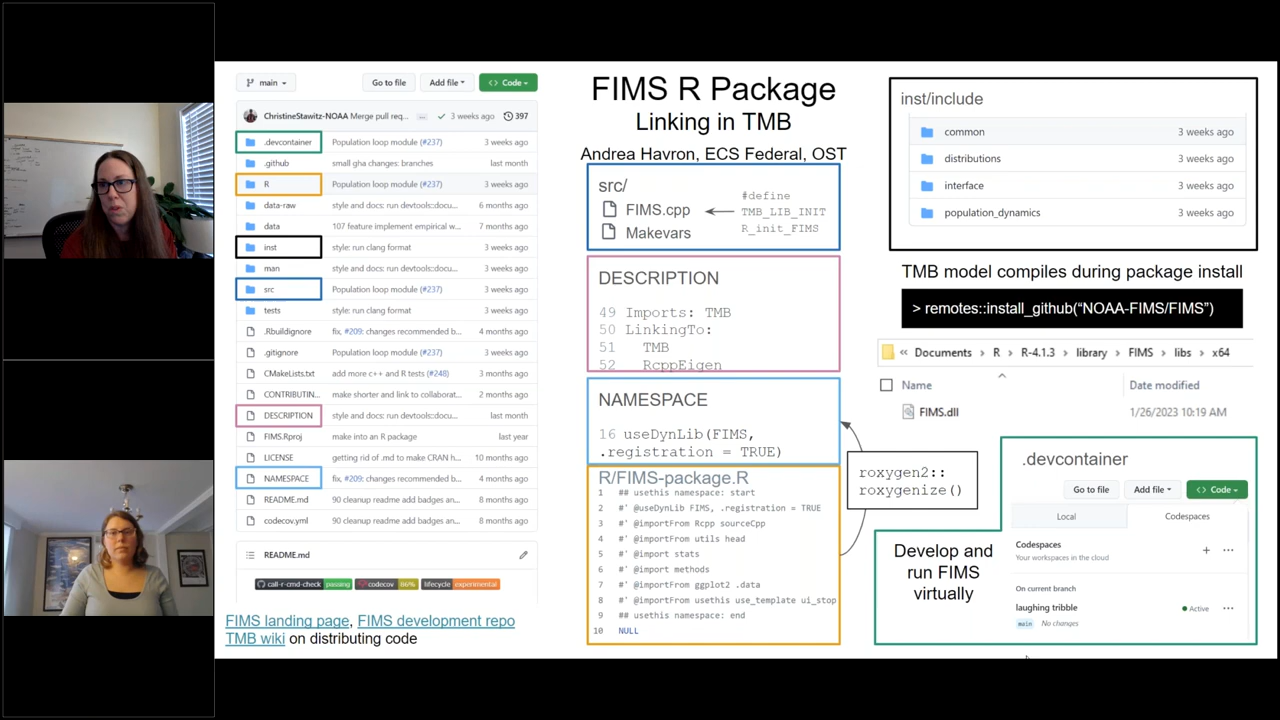 main
Go to file
Add file
<> Code
ChristineStawitz-NOAA Merge pull req... ... 3 weeks ago 397
.devcontainer Population loop module (#237) 3 weeks ago
.github small gha changes: branches last month
R Population loop module (#237) 3 weeks ago
data-raw style and docs: run devtools::docu... 6 months ago
data 107 feature implement empirical w... 7 months ago
inst style: run clang format 3 weeks ago
man style and docs: run devtools::docu... 3 weeks ago
src Population loop module (#237) 3 weeks ago
tests style: run clang format 3 weeks ago
.Rbuildignore fix, #209: changes recommended b... 4 months ago
.gitignore Population loop module (#237) 3 weeks ago
CMakeLists.txt add more c++ and R tests (#248) 3 months ago
CONTRIBUTIN... make shorter and link to collaborat... 2 months ago
DESCRIPTION style and docs: run devtools::docu... last month
FIMS.Rproj make into an R package last year
LICENSE getting rid of .md to make CRAN h... 10 months ago
NAMESPACE fix, #209: changes recommended b... 4 months ago
README.md 90 cleanup readme add badges an... 8 months ago
codecov.yml 90 cleanup readme add badges an... 8 months ago
README.md
call-r-cmd-check passing codecov 86% lifecycle experimental
FIMS landing page, FIMS development repo
TMB wiki on distributing code
FIMS R Package
Linking in TMB
Andrea Havron, ECS Federal, OST
src/
FIMS.cpp
Makevars
#define
TMB_LIB_INIT
R_init_FIMS
DESCRIPTION
49 Imports: TMB
50 LinkingTo:
51 TMB
52 RcppEigen
NAMESPACE
16 useDynLib(FIMS,
.registration = TRUE)
R/FIMS-package.R
1 ## usethis namespace: start
2 #' @useDynLib FIMS, .registration = TRUE
3 #' @importFrom Rcpp sourceCpp
4 #' @importFrom utils head
5 #' @import stats
6 #' @import methods
7 #' @importFrom ggplot2 .data
8 #' @importFrom usethis use_template ui_stop
9 ## usethis namespace: end
10 NULL
roxygen2::
roxygenize()
inst/include
common 3 weeks ago
distributions 3 weeks ago
interface 3 weeks ago
population_dynamics 3 weeks ago
TMB model compiles during package install
> remotes::install_github(“NOAA-FIMS/FIMS”)
« Documents > R > R-4.1.3 > library > FIMS > libs > x64
Name Date modified
FIMS.dll 1/26/2023 10:19 AM
.devcontainer
Go to file
Add file
<> Code
Local
Codespaces
Codespaces
Your workspaces in the cloud
On current branch
laughing tribble Active
main No changes
Develop and
run FIMS
virtually